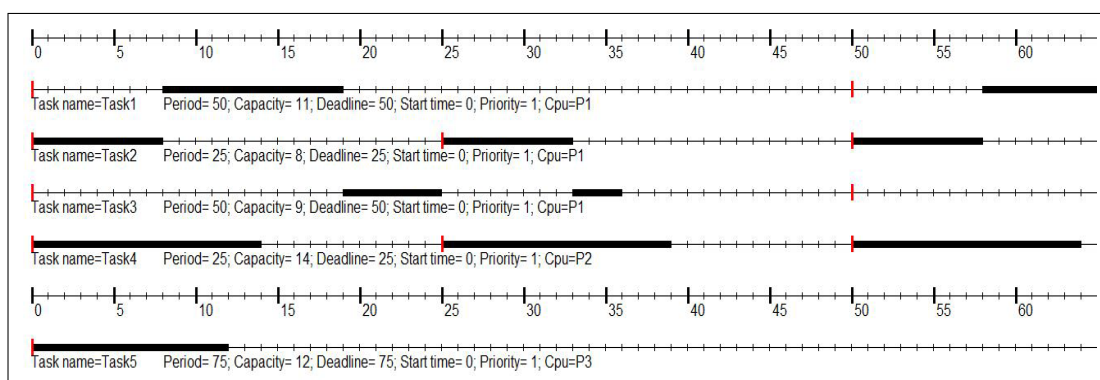 0 5 10 15 20 25 30 35 40 45 50 55 60
Task name=Task1 Period= 50; Capacity= 11; Deadline= 50; Start time= 0; Priority= 1; Cpu=P1
Task name=Task2 Period= 25; Capacity= 8; Deadline= 25; Start time= 0; Priority= 1; Cpu=P1
Task name=Task3 Period= 50; Capacity= 9; Deadline= 50; Start time= 0; Priority= 1; Cpu=P1
Task name=Task4 Period= 25; Capacity= 14; Deadline= 25; Start time= 0; Priority= 1; Cpu=P2
0 5 10 15 20 25 30 35 40 45 50 55 60
Task name=Task5 Period= 75; Capacity= 12; Deadline= 75; Start time= 0; Priority= 1; Cpu=P3